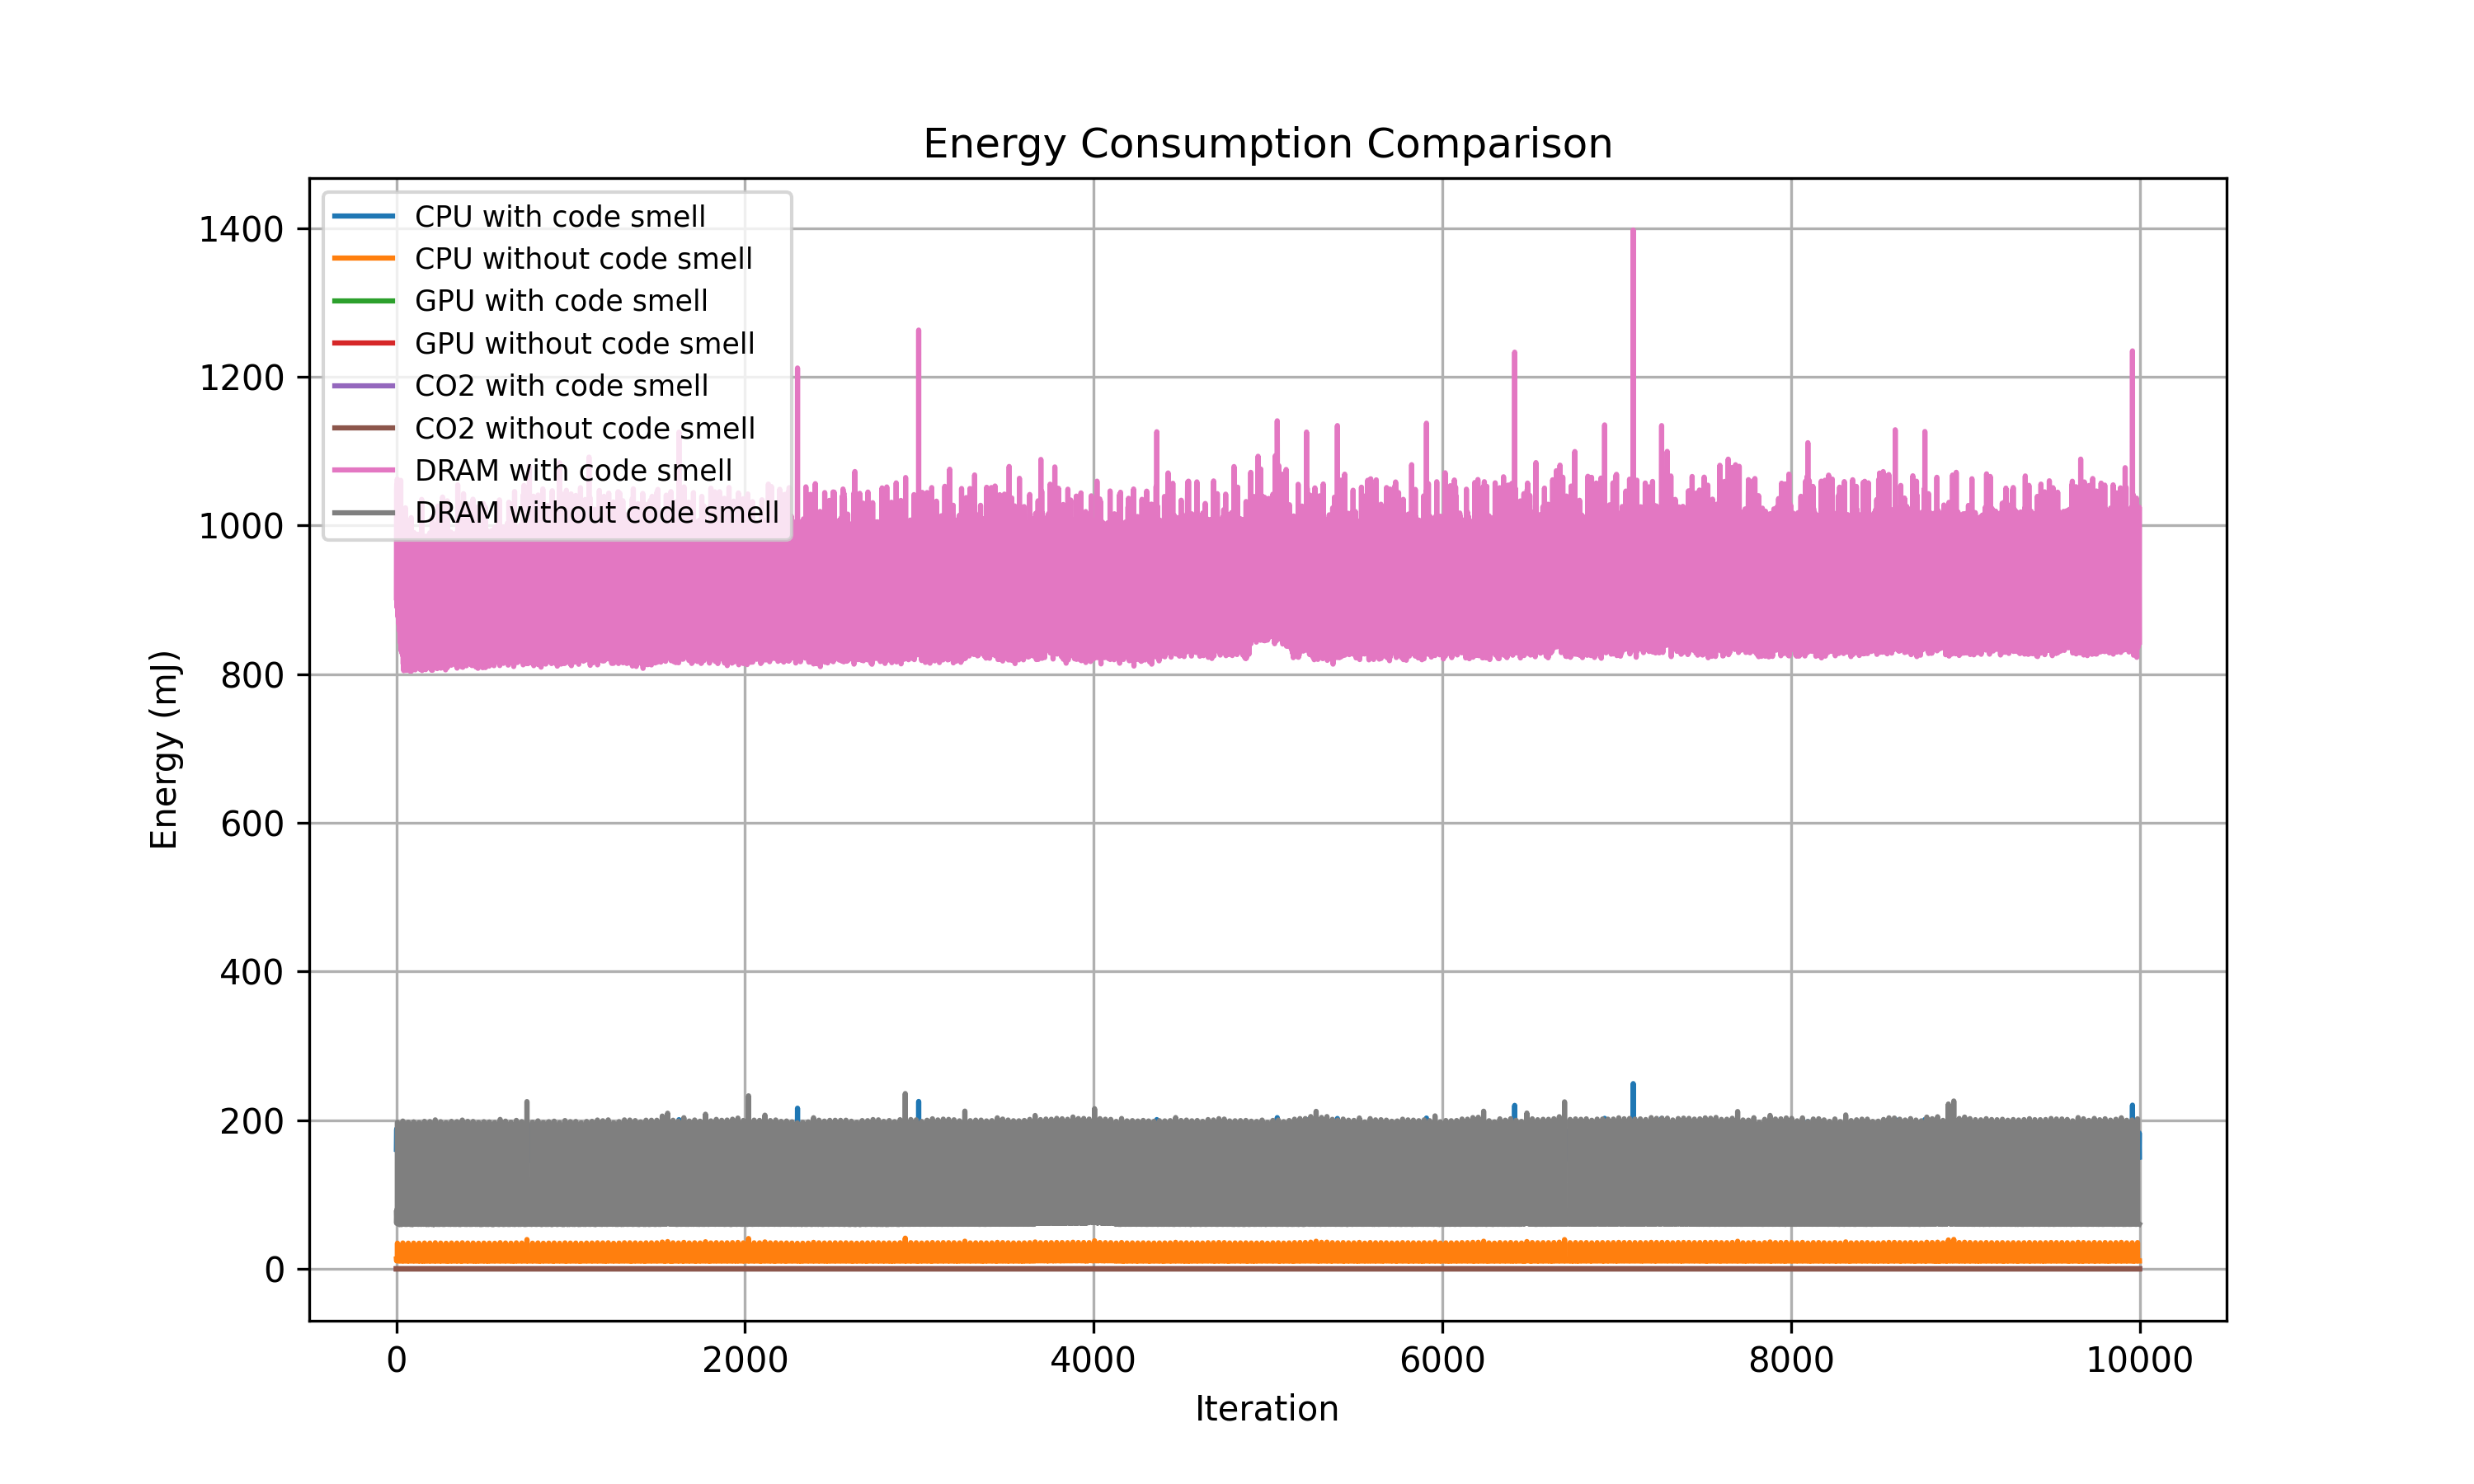 Energy Consumption Comparison
CPU with code smell
CPU without code smell
GPU with code smell
GPU without code smell
CO2 with code smell
CO2 without code smell
DRAM with code smell
DRAM without code smell
1400
1200
1000
800
600
400
200
0
Energy (mJ)
0 2000 4000 6000 8000 10000
Iteration